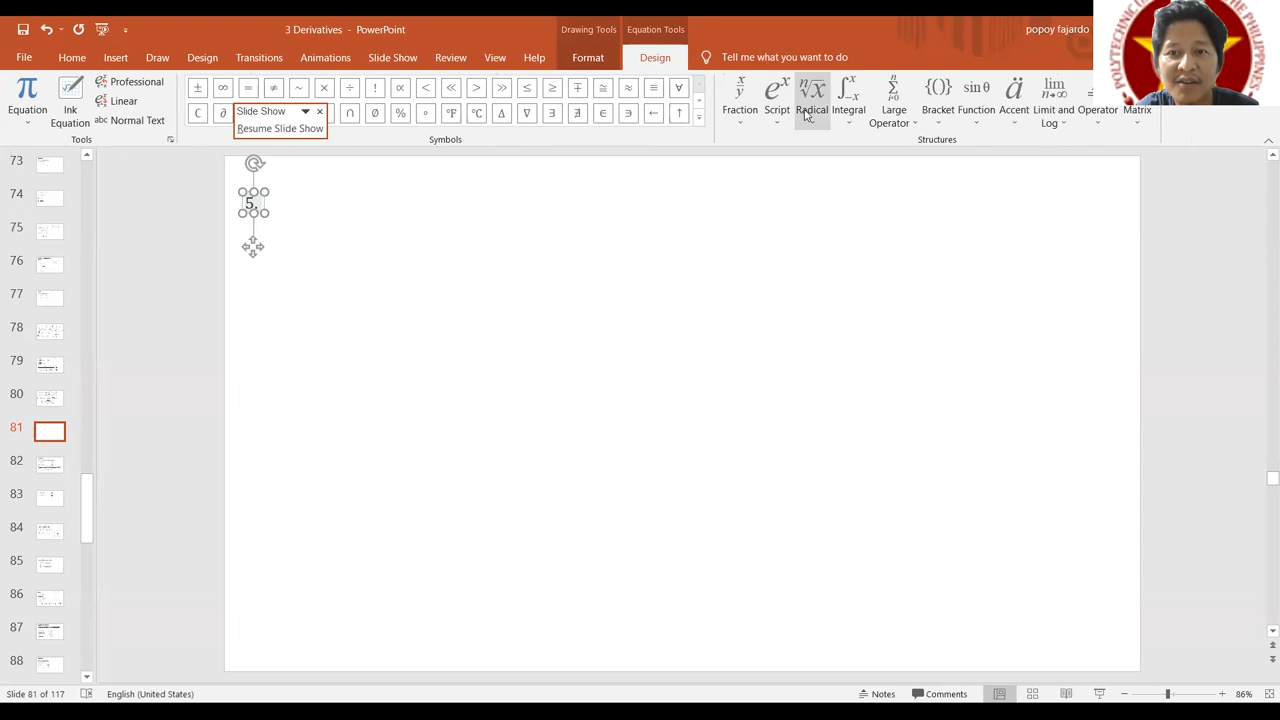 3 Derivatives - PowerPoint
Drawing Tools
Equation Tools
popoy fajardo
File
Home
Insert
Draw
Design
Transitions
Animations
Slide Show
Review
View
Help
Format
Design
Tell me what you want to do
π
Equation
Ink
Equation
Professional
Linear
abc Normal Text
Tools
± ∞ = ≠ ~ × ÷ ! ∝ < ≪ > ≫ ≤ ≥ ∓ ≅ ≈ ≡ ∀
∁ ∂ ∩ ∅ % ∘ ℉ ℃ ∆ ∇ ∃ ∄ ∈ ∋ ← ↑
Symbols
Slide Show
Resume Slide Show
Fraction
Script
Radical
Integral
Large
Operator
Bracket
Function
Accent
Limit and
Log
Operator
Matrix
Structures
73
74
75
76
77
78
79
80
81
82
83
84
85
86
87
88
5.
Slide 81 of 117
English (United States)
Notes
Comments
86%